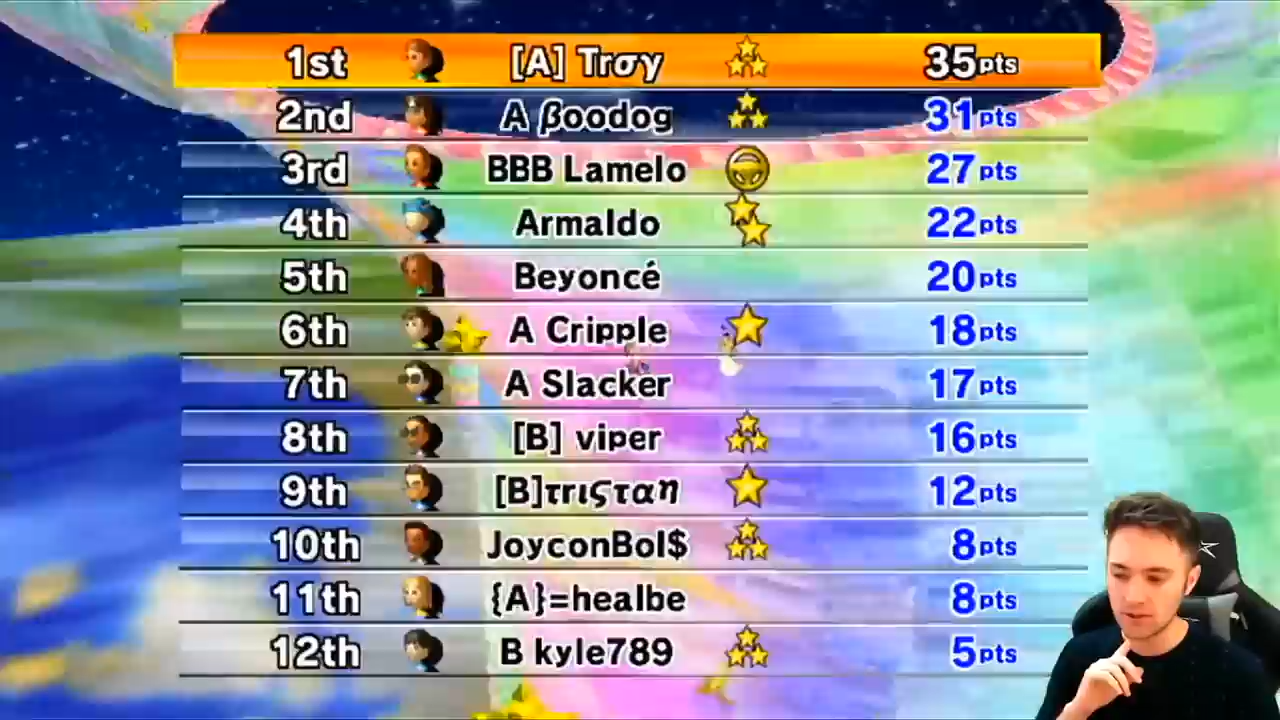 1st [A] Trσy 35pts
2nd A βoodog 31pts
3rd BBB Lamelo 27pts
4th Armaldo 22pts
5th Beyoncé 20pts
6th A Cripple 18pts
7th A Slacker 17pts
8th [B] viper 16pts
9th [B]τrιςταη 12pts
10th JoyconBol$ 8pts
11th {A}=healbe 8pts
12th B kyle789 5pts